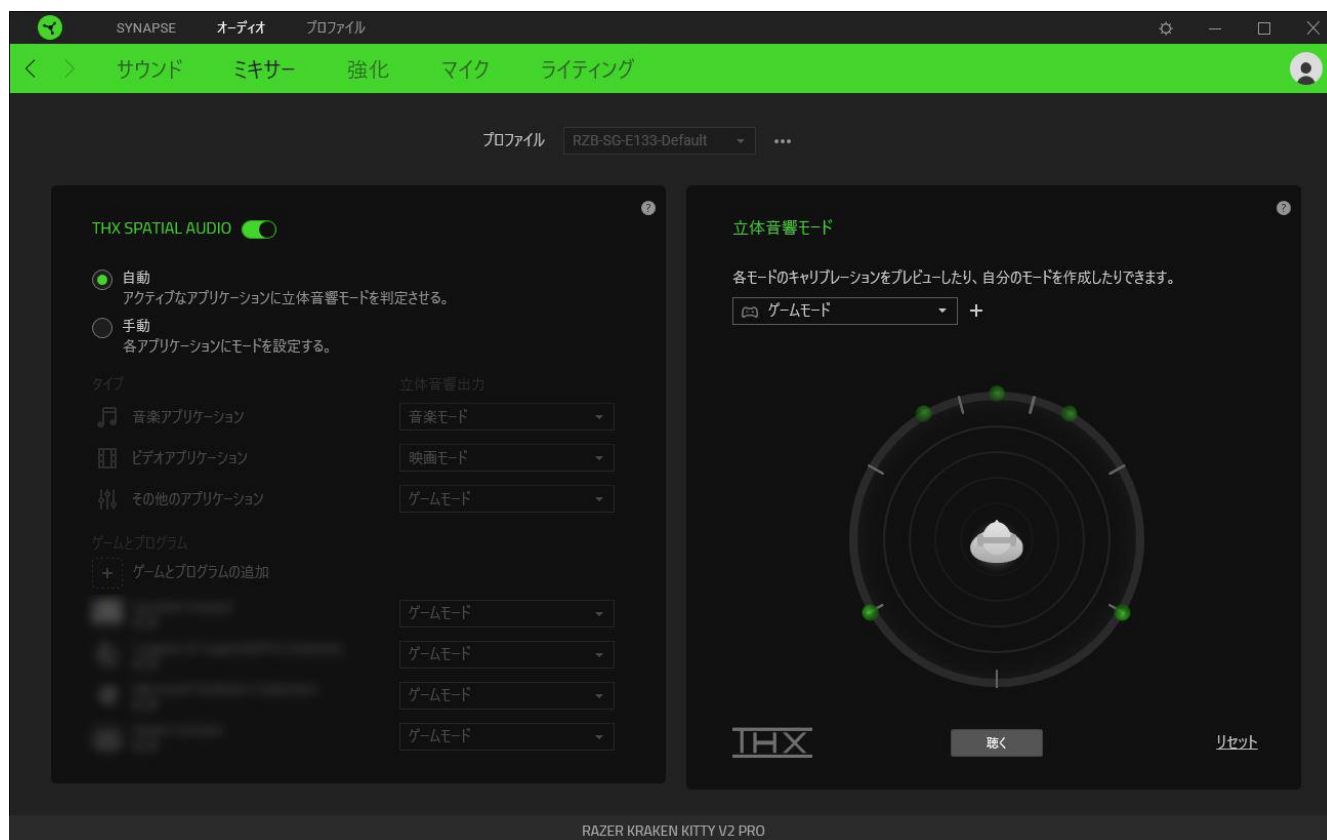 SYNAPSE オーディオ プロファイル
サウンド ミキサー 強化 マイク ライティング
プロファイル RZB-SG-E133-Default
THX SPATIAL AUDIO
自動
アクティブなアプリケーションに立体音響モードを判定させる。
手動
各アプリケーションにモードを設定する。
タイプ 立体音響出力
音楽アプリケーション 音楽モード
ビデオアプリケーション 映画モード
その他のアプリケーション ゲームモード
ゲームとプログラム
ゲームとプログラムの追加
ゲームモード
ゲームモード
ゲームモード
ゲームモード
立体音響モード
各モードのキャリブレーションをプレビューしたり、自分のモードを作成したりできます。
ゲームモード
THX 聴く リセット
RAZER KRAKEN KITTY V2 PRO